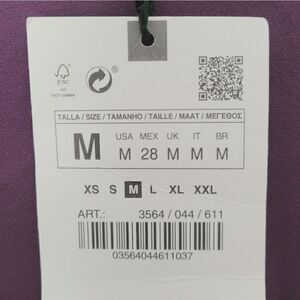 FSC
TALLA / SIZE / TAMANHO / TAILLE / MAAT / ΜΕΓΕΘΟΣ
M
USA MEX UK IT BR
M 28 M M M
XS S M L XL XXL
ART.: 3564 / 044 / 611
03564044611037